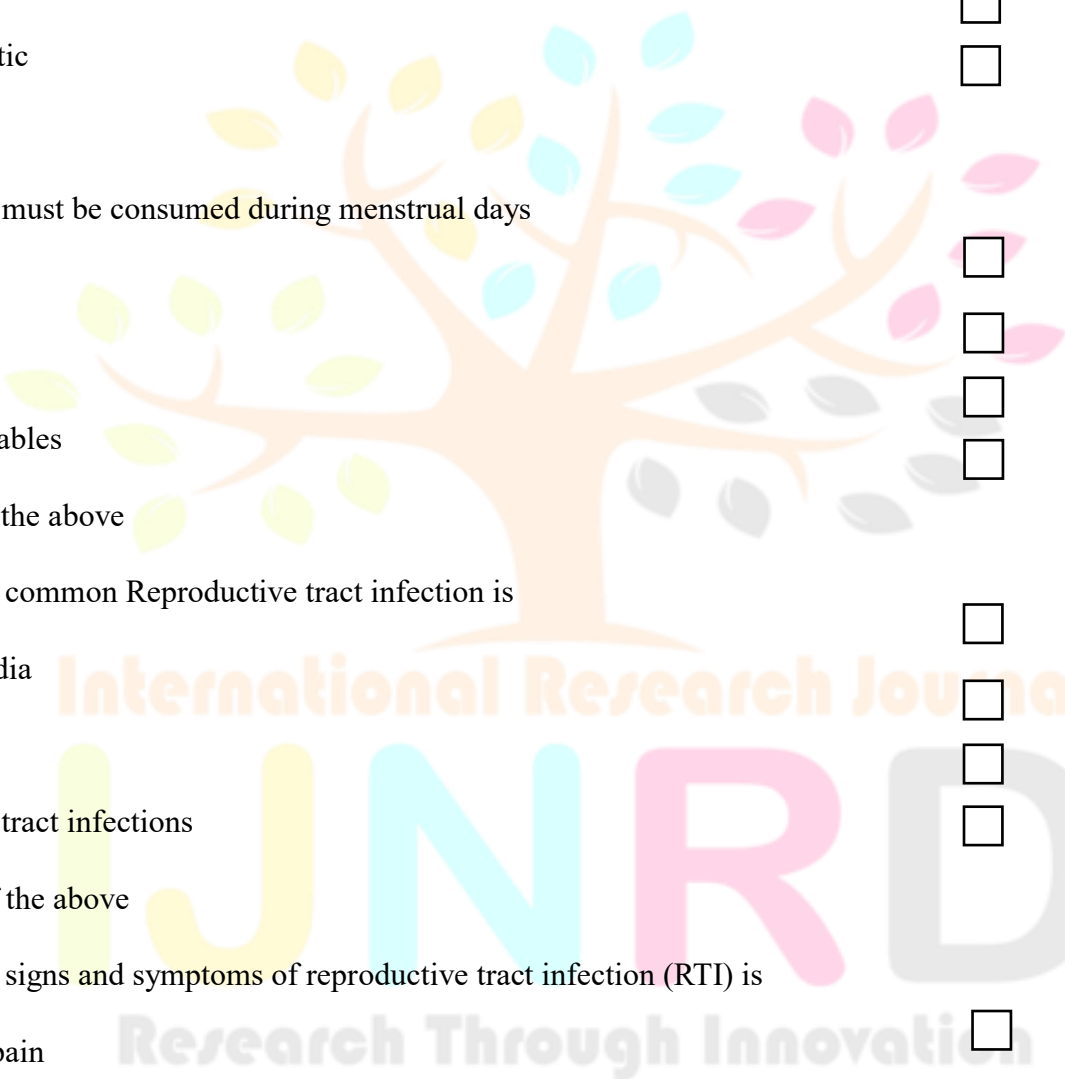 tic
must be consumed during menstrual days
ables
the above
common Reproductive tract infection is
dia
International Research Journa
IJNRD
tract infections
the above
signs and symptoms of reproductive tract infection (RTI) is
Research Through Innovation
pain